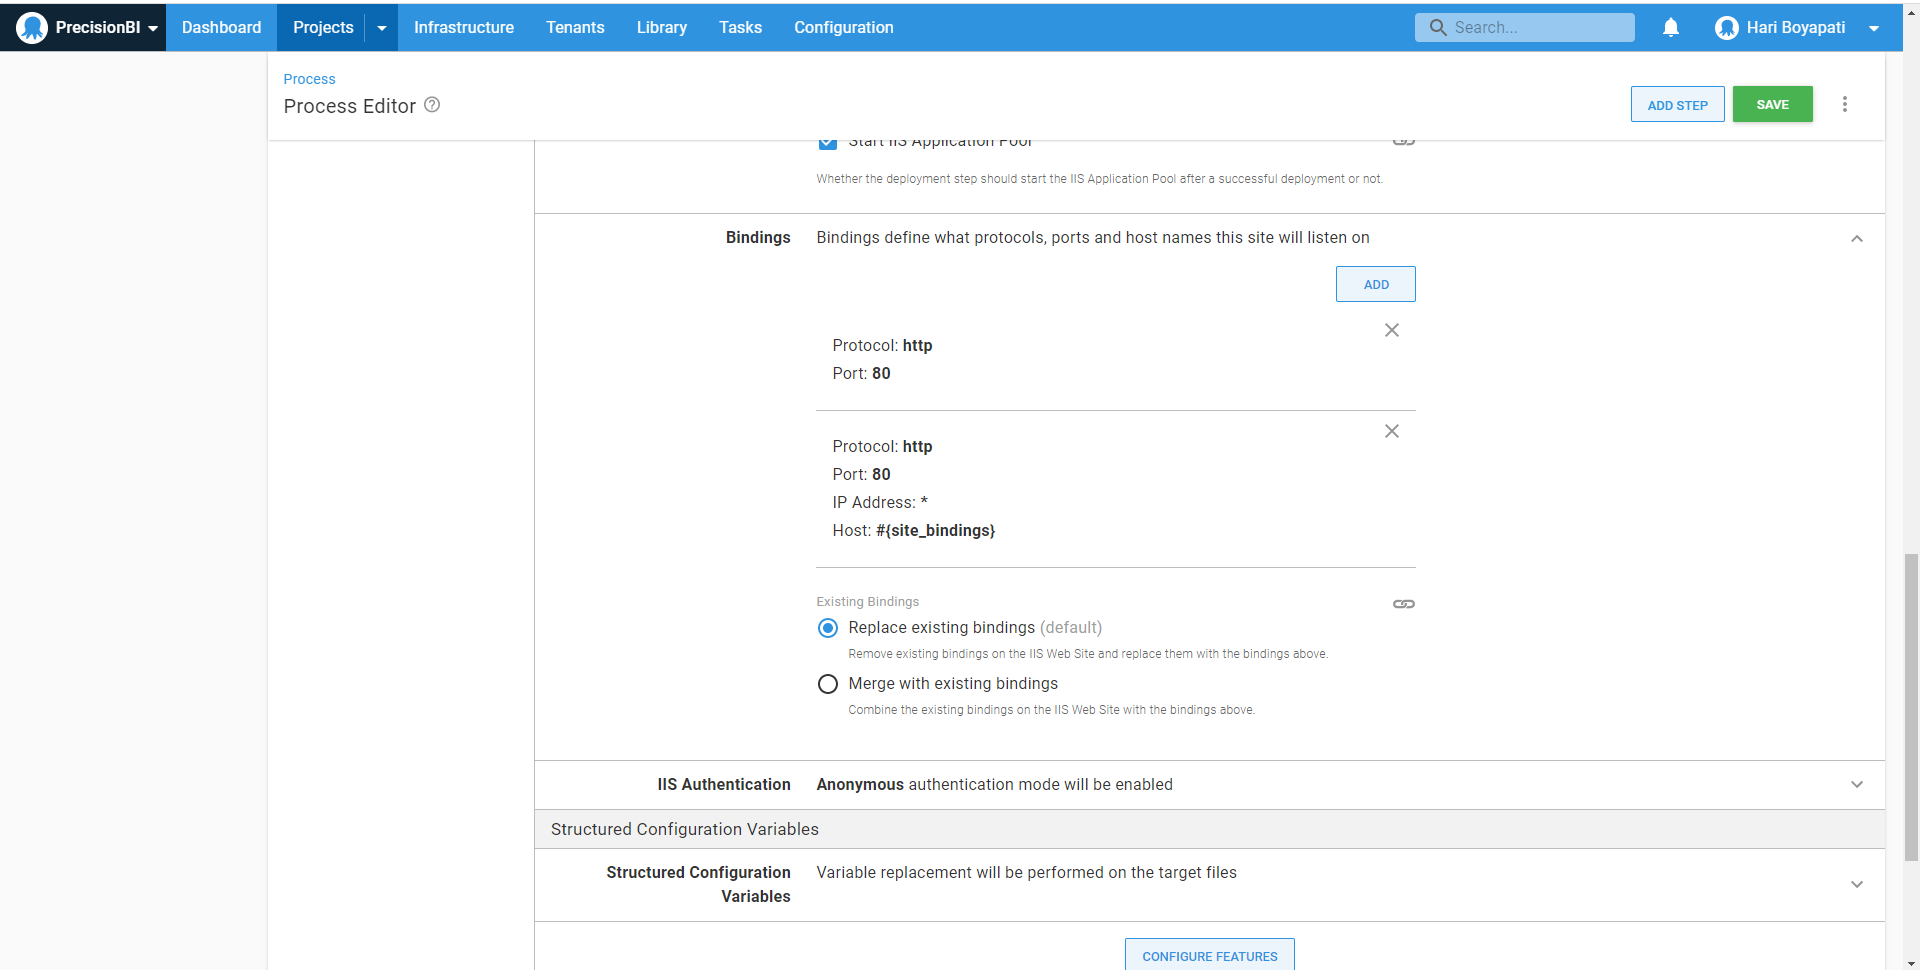 PrecisionBI
Dashboard
Projects
Infrastructure
Tenants
Library
Tasks
Configuration
Search...
Hari Boyapati
Process
Process Editor
ADD STEP
SAVE
Start IIS Application Pool
Whether the deployment step should start the IIS Application Pool after a successful deployment or not.
Bindings
Bindings define what protocols, ports and host names this site will listen on
ADD
Protocol: http
Port: 80
Protocol: http
Port: 80
IP Address: *
Host: #{site_bindings}
Existing Bindings
Replace existing bindings (default)
Remove existing bindings on the IIS Web Site and replace them with the bindings above.
Merge with existing bindings
Combine the existing bindings on the IIS Web Site with the bindings above.
IIS Authentication
Anonymous authentication mode will be enabled
Structured Configuration Variables
Structured Configuration
Variables
Variable replacement will be performed on the target files
CONFIGURE FEATURES